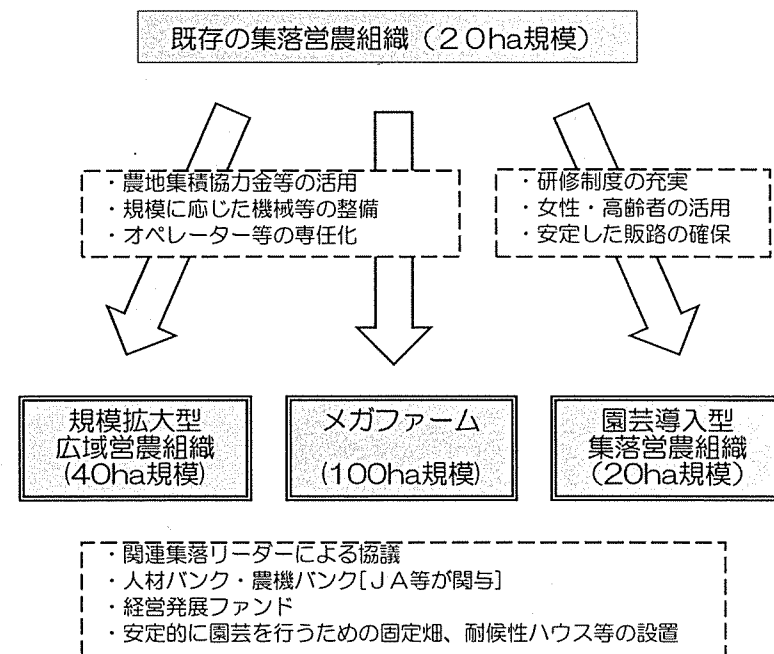 既存の集落営農組織（２０ha規模）
・農地集積協力金等の活用
・規模に応じた機械等の整備
・オペレーター等の専任化
・研修制度の充実
・女性・高齢者の活用
・安定した販路の確保
規模拡大型
広域営農組織
(40ha規模)
メガファーム
(100ha規模)
園芸導入型
集落営農組織
（20ha規模）
・関連集落リーダーによる協議
・人材バンク・農機バンク[ＪＡ等が関与]
・経営発展ファンド
・安定的に園芸を行うための固定畑、耐候性ハウス等の設置